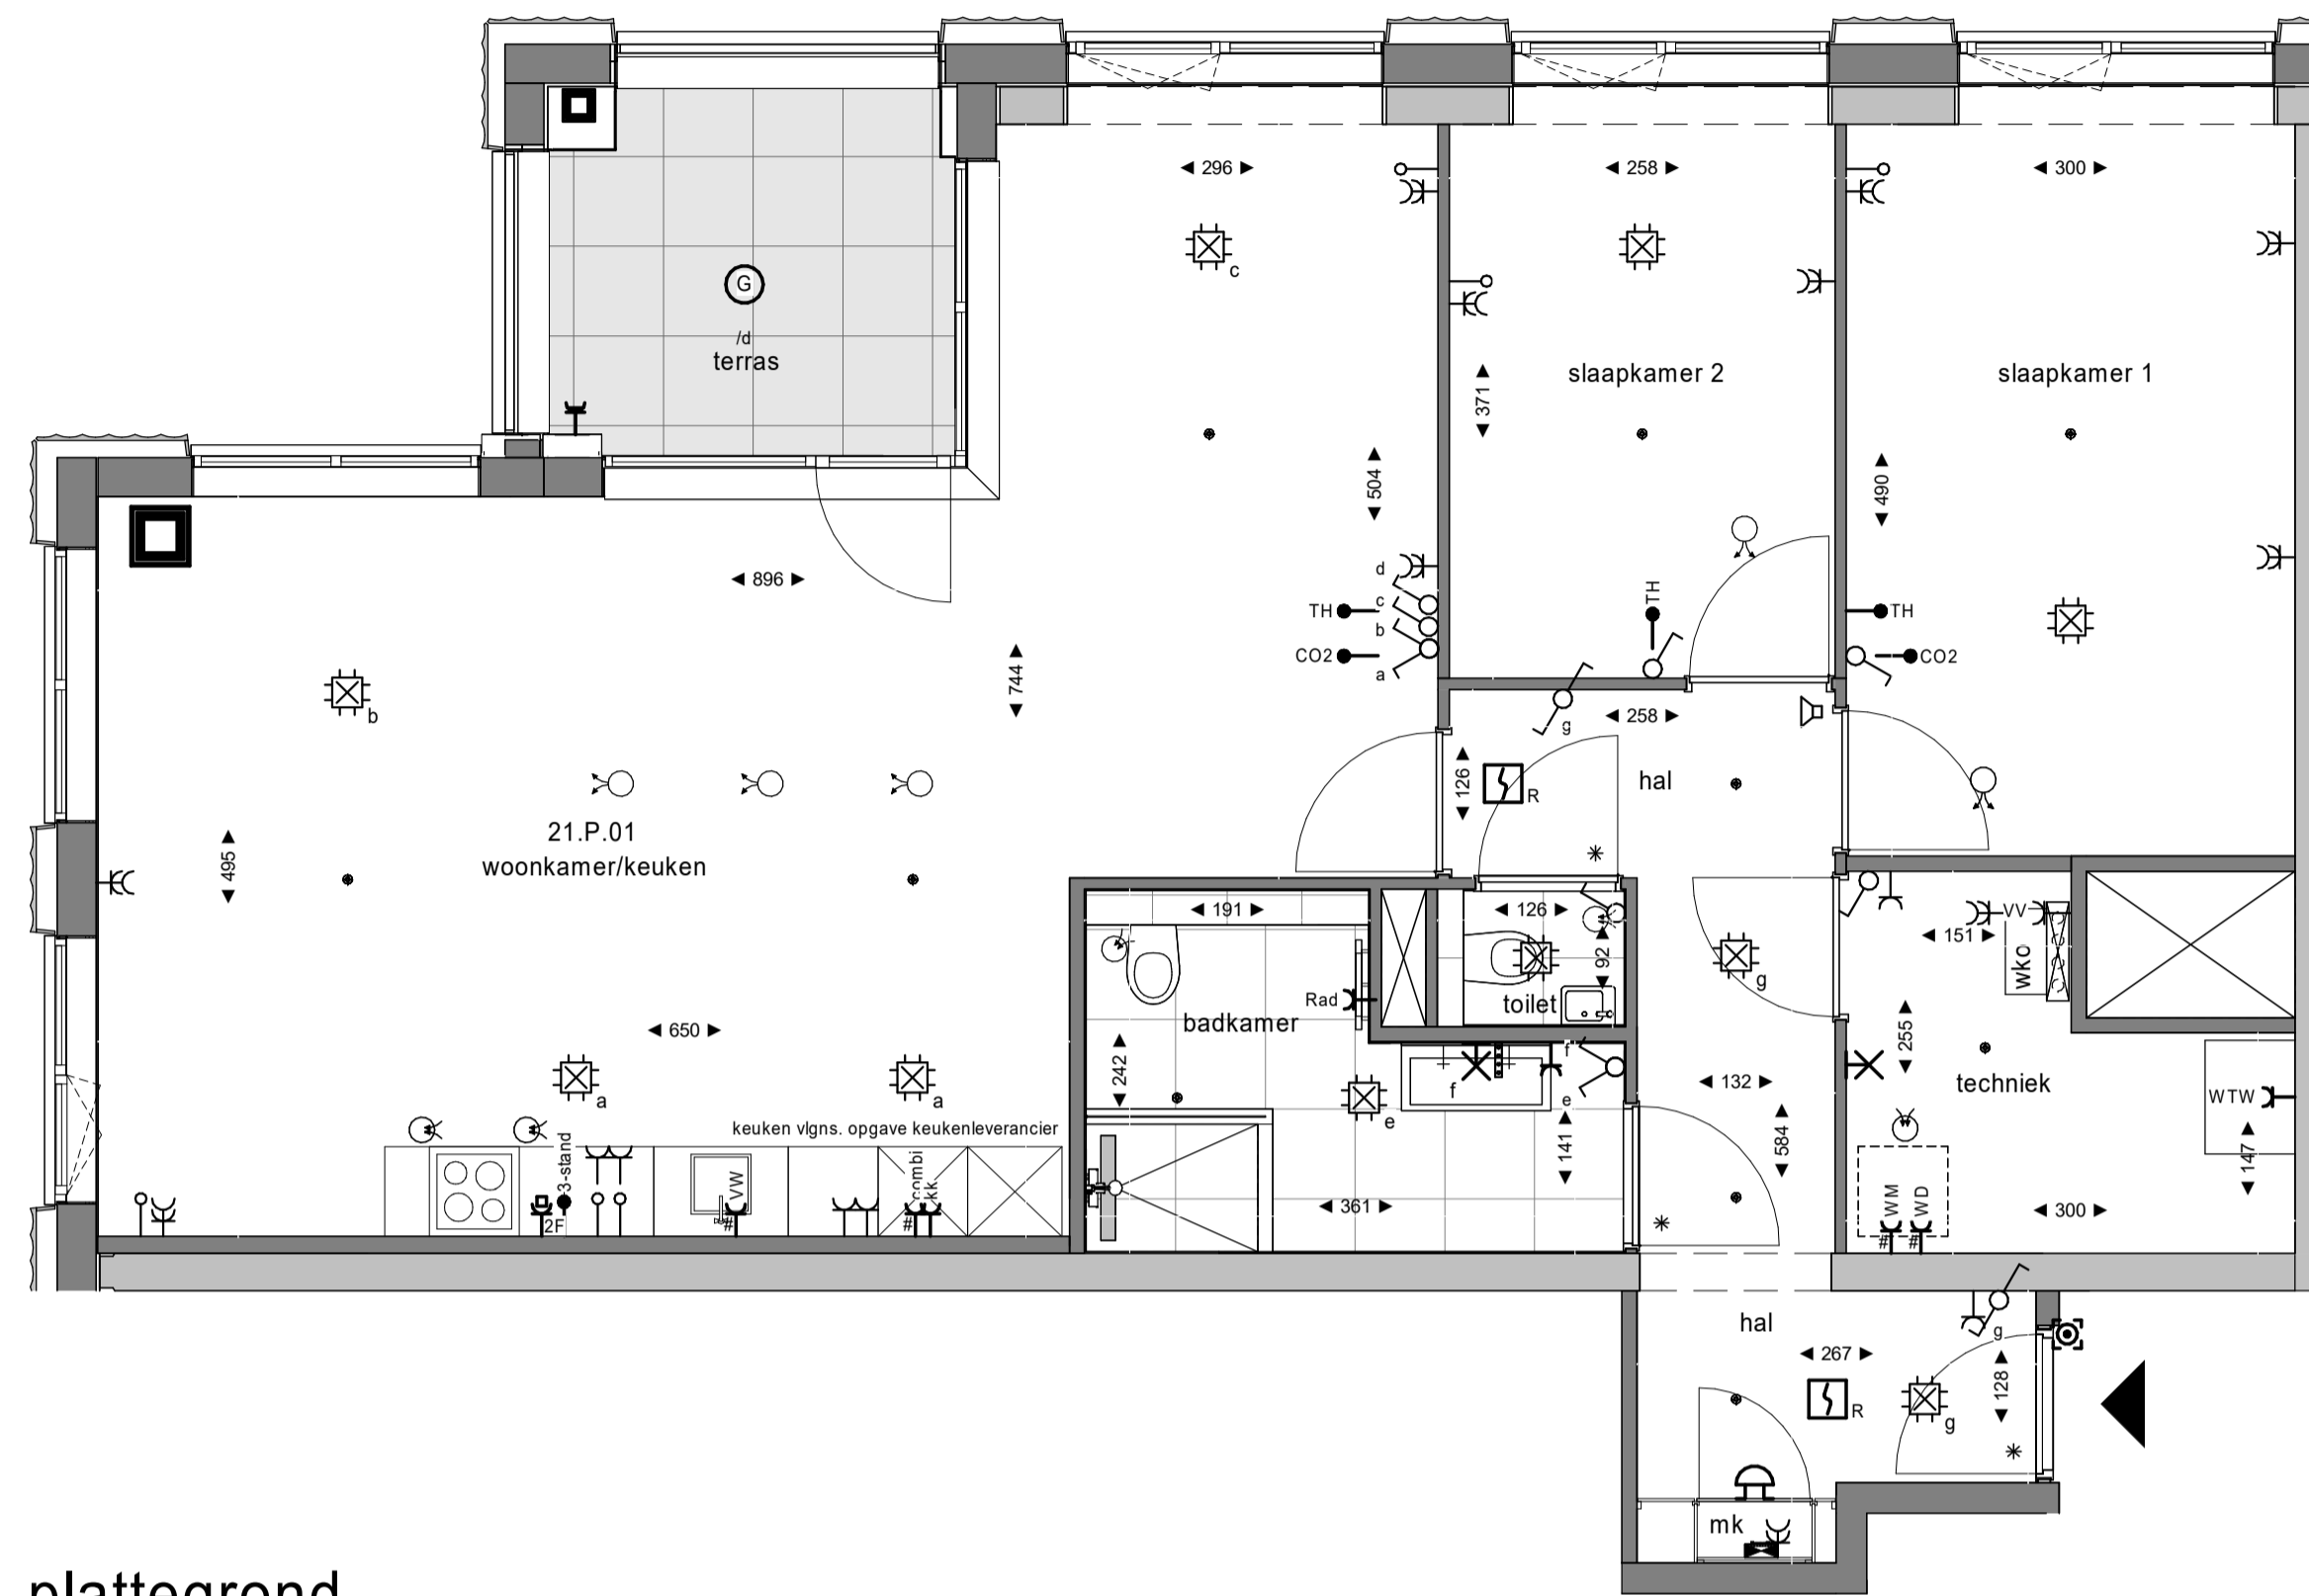 ◄ 296 ►
◄ 258 ►
◄ 300 ►
c
G
/d
terras
slaapkamer 2
slaapkamer 1
371
504
490
◄ 896 ►
d
c
b
a
TH
CO2
TH
TH
CO2
744
b
g
◄ 258 ►
126
R
hal
21.P.01
woonkamer/keuken
495
◄ 191 ►
◄ 126 ►
92
g
VV
◄ 151 ►
wko
Rad
toilet
badkamer
◄ 650 ►
242
255
f
f
e
e
◄ 132 ►
techniek
WTW
a
a
keuken vlgns. opgave keukenleverancier
141
584
147
3-stand
2F
VW
#
combi
kk
#
◄ 361 ►
WM
WD
#
#
◄ 300 ►
hal
g
◄ 267 ►
128
R
g
mk
plattegrond